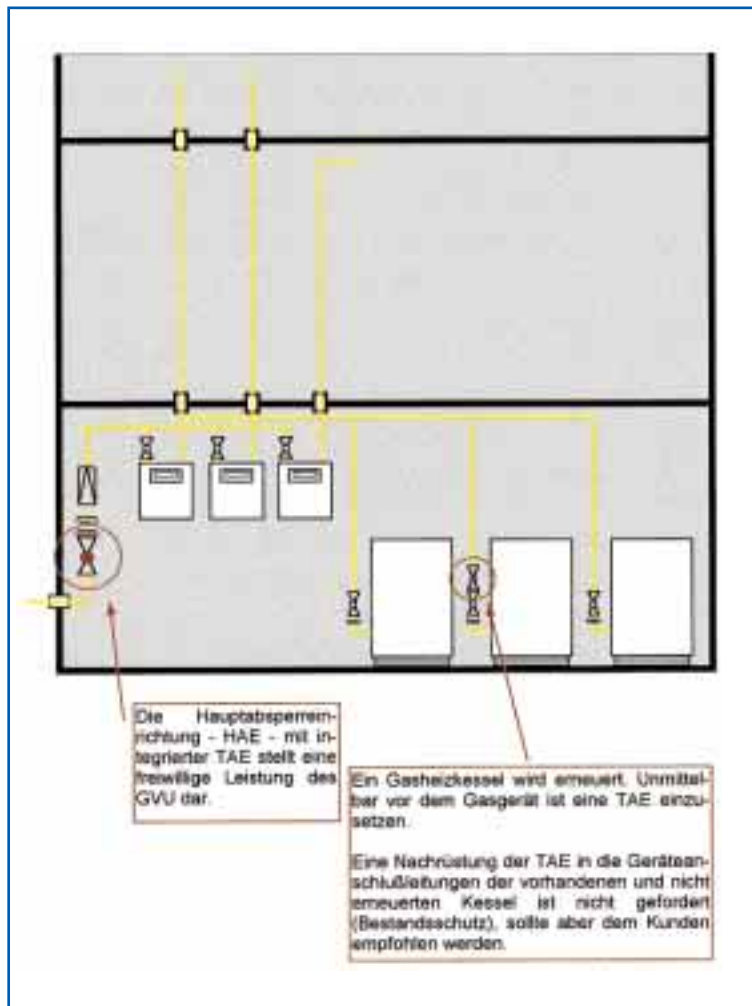 Die Hauptabsperrein-
richtung - HAE - mit in-
tegrierter TAE stellt eine
freiwillige Leistung des
GVU dar.
Ein Gasheizkessel wird erneuert. Unmittel-
bar vor dem Gasgerät ist eine TAE einzu-
setzen.
Eine Nachrüstung der TAE in die Gerätean-
schlußleitungen der vorhandenen und nicht
erneuerten Kessel ist nicht gefordert
(Bestandsschutz), sollte aber dem Kunden
empfohlen werden.